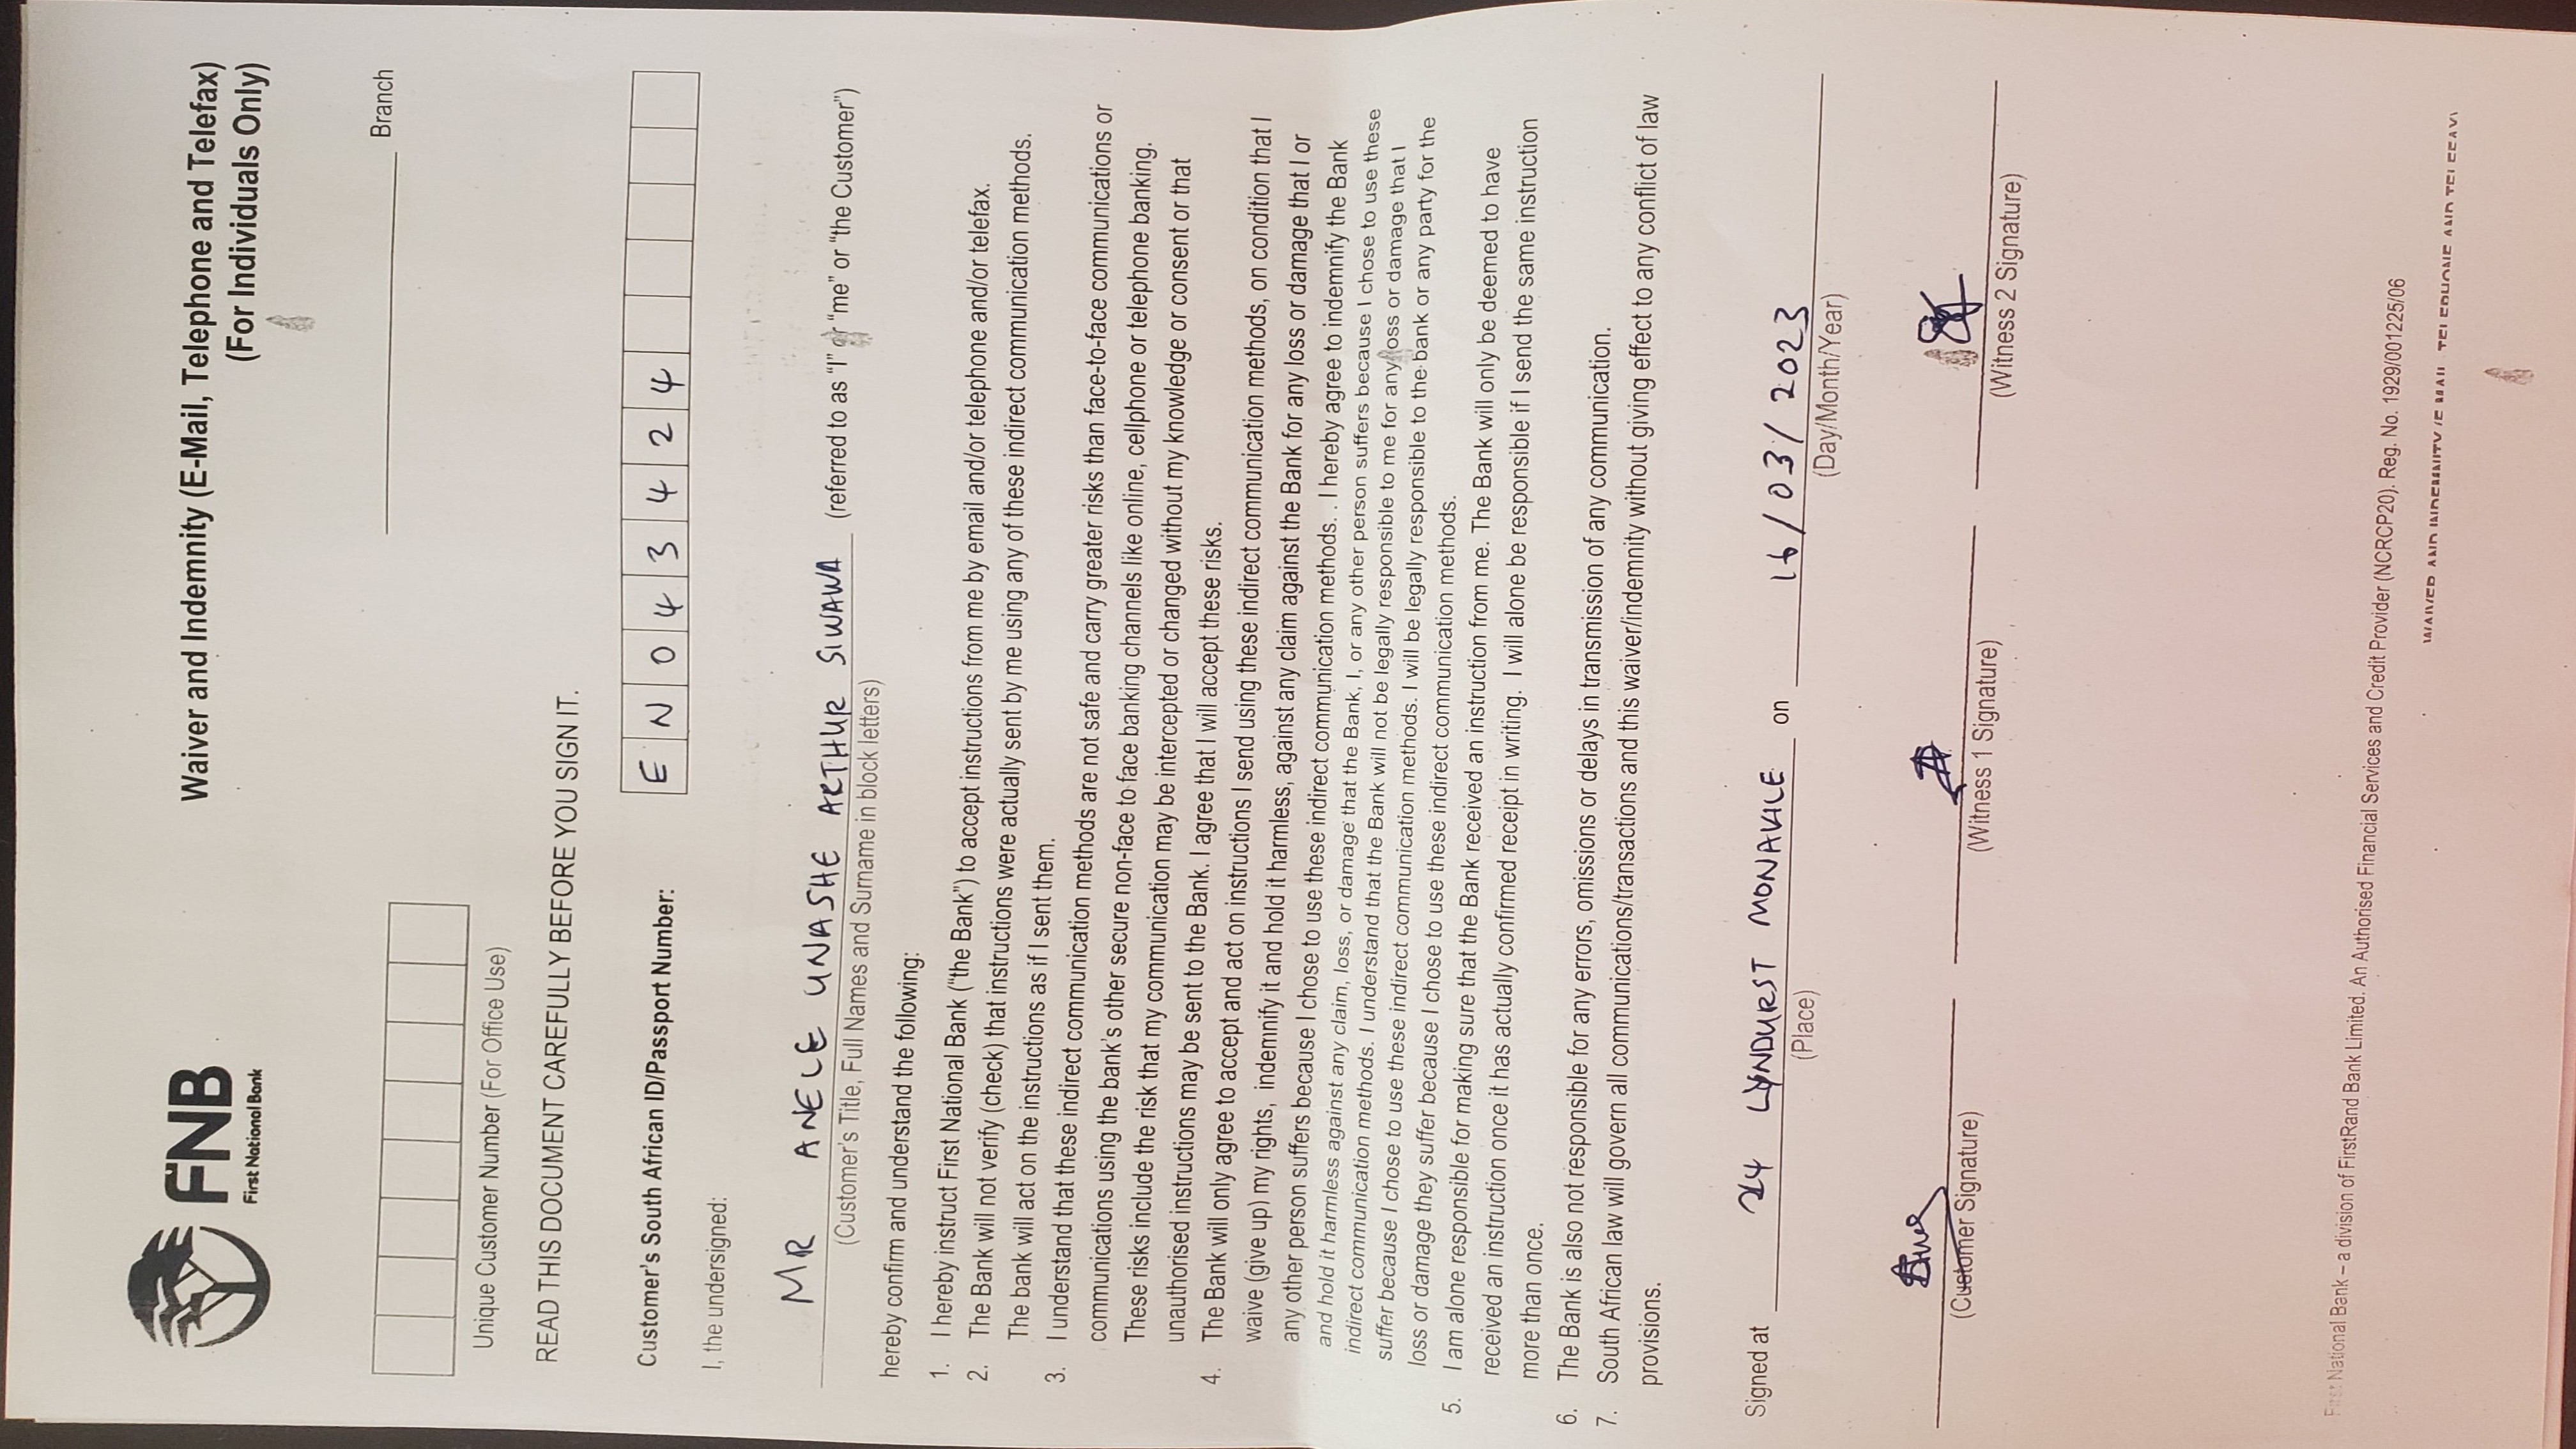 FNB
First National Bank
Waiver and Indemnity (E-Mail, Telephone and Telefax)
(For Individuals Only)
Branch
Unique Customer Number (For Office Use)
READ THIS DOCUMENT CAREFULLY BEFORE YOU SIGN IT.
Customer's South African ID/Passport Number: E N 0 4 3 4 2 4
I, the undersigned:
MR ANELE UNASHE ARTHUR SIWAWA (referred to as “I” or “me” or “the Customer”)
(Customer's Title, Full Names and Surname in block letters)
hereby confirm and understand the following:
1. I hereby instruct First National Bank (“the Bank”) to accept instructions from me by email and/or telephone and/or telefax.
2. The Bank will not verify (check) that instructions were actually sent by me using any of these indirect communication methods.
The bank will act on the instructions as if I sent them.
3. I understand that these indirect communication methods are not safe and carry greater risks than face-to-face communications or
communications using the bank's other secure non-face to face banking channels like online, cellphone or telephone banking.
These risks include the risk that my communication may be intercepted or changed without my knowledge or consent or that
unauthorised instructions may be sent to the Bank. I agree that I will accept these risks.
4. The Bank will only agree to accept and act on instructions I send using these indirect communication methods, on condition that I
waive (give up) my rights, indemnify it and hold it harmless, against any claim against the Bank for any loss or damage that I or
any other person suffers because I chose to use these indirect communication methods. . I hereby agree to indemnify the Bank
and hold it harmless against any claim, loss, or damage that the Bank, I, or any other person suffers because I chose to use these
indirect communication methods. I understand that the Bank will not be legally responsible to me for any loss or damage that I
suffer because I chose to use these indirect communication methods. I will be legally responsible to the bank or any party for the
loss or damage they suffer because I chose to use these indirect communication methods.
5. I am alone responsible for making sure that the Bank received an instruction from me. The Bank will only be deemed to have
received an instruction once it has actually confirmed receipt in writing. I will alone be responsible if I send the same instruction
more than once.
6. The Bank is also not responsible for any errors, omissions or delays in transmission of any communication.
7. South African law will govern all communications/transactions and this waiver/indemnity without giving effect to any conflict of law
provisions.
Signed at LYNDURST MONAVILE on 16/03/2023
(Place) (Day/Month/Year)
(Customer Signature) (Witness 1 Signature) (Witness 2 Signature)
First National Bank – a division of FirstRand Bank Limited. An Authorised Financial Services and Credit Provider (NCRCP20). Reg. No. 1929/001225/06
WAIVER AND INDEMNITY (E MAIL, TELEPHONE AND TELEFAX)